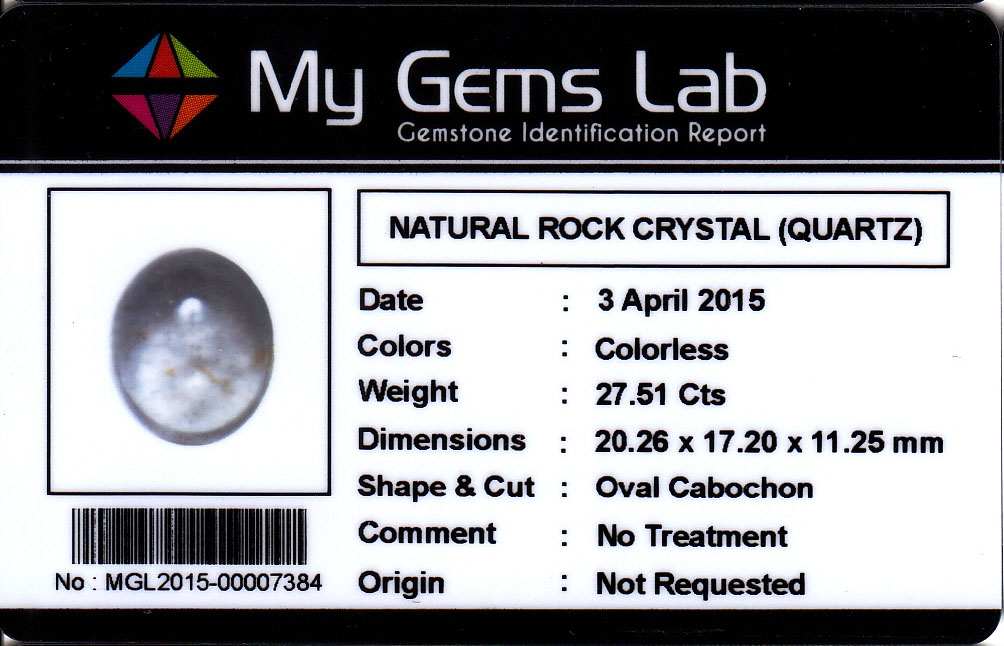 My Gems Lab
Gemstone Identification Report
NATURAL ROCK CRYSTAL (QUARTZ)
Date : 3 April 2015
Colors : Colorless
Weight : 27.51 Cts
Dimensions : 20.26 x 17.20 x 11.25 mm
Shape & Cut : Oval Cabochon
Comment : No Treatment
Origin : Not Requested
No : MGL2015-00007384